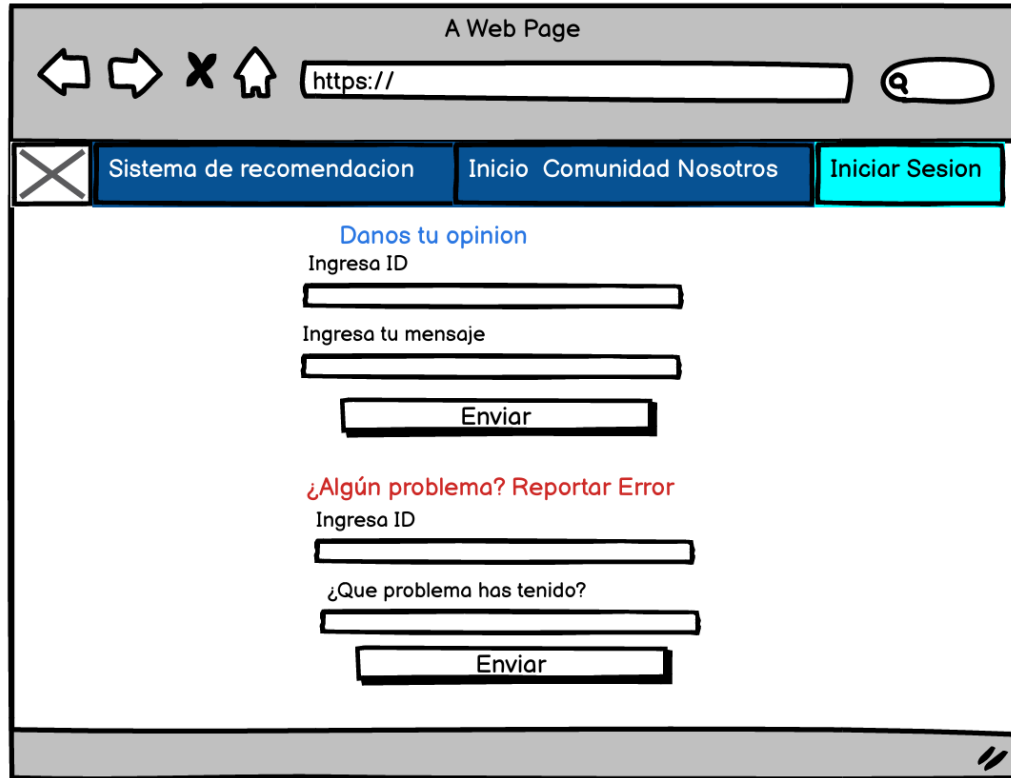 A Web Page
https://
Sistema de recomendacion Inicio Comunidad Nosotros Iniciar Sesion
Danos tu opinion
Ingresa ID
Ingresa tu mensaje
Enviar
¿Algún problema? Reportar Error
Ingresa ID
¿Que problema has tenido?
Enviar